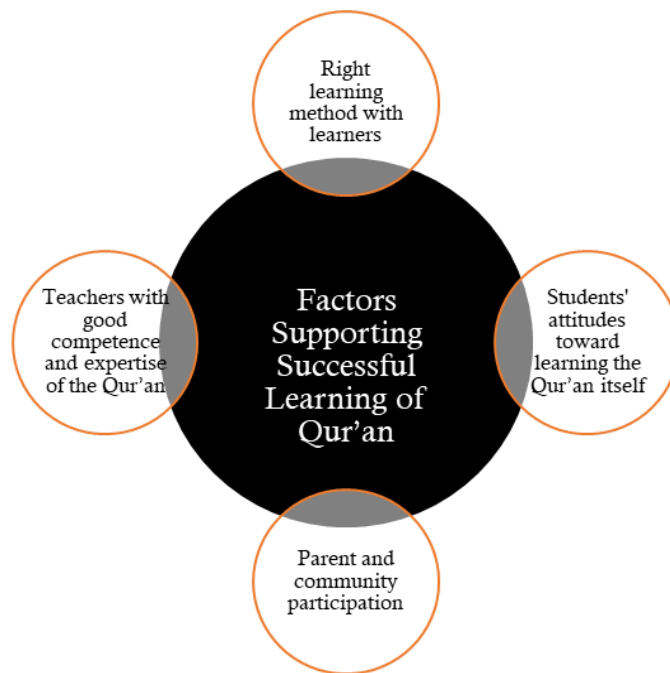 Right
learning
method with
learners
Teachers with
good
competence
and expertise
of the Qur’an
Factors
Supporting
Successful
Learning of
Qur’an
Students'
attitudes
toward
learning the
Qur’an itself
Parent and
community
participation